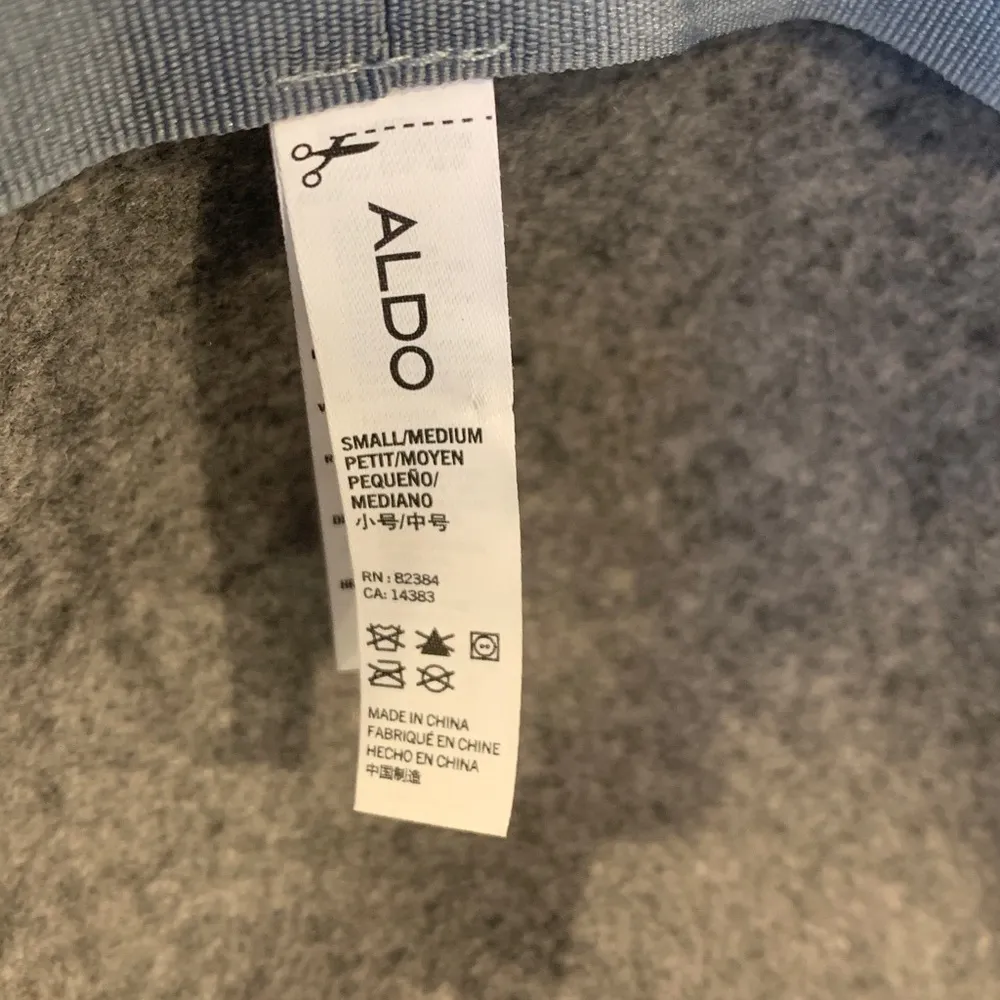 ALDO
SMALL/MEDIUM
PETIT/MOYEN
PEQUEÑO/
MEDIANO
小号/中号
RN : 82384
CA: 14383
MADE IN CHINA
FABRIQUÉ EN CHINE
HECHO EN CHINA
中国制造